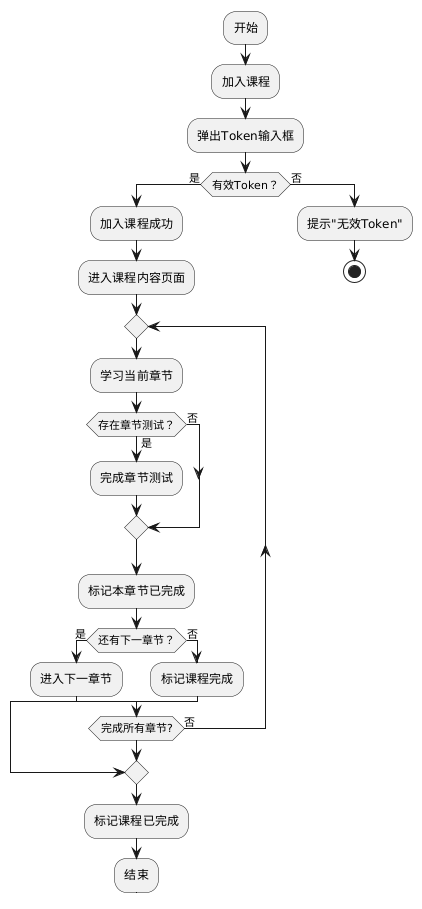 开始
加入课程
弹出Token输入框
是
有效Token？
否
加入课程成功
提示"无效Token"
进入课程内容页面
学习当前章节
存在章节测试？
否
是
完成章节测试
标记本章节已完成
是
还有下一章节？
否
进入下一章节
标记课程完成
完成所有章节?
否
标记课程已完成
结束